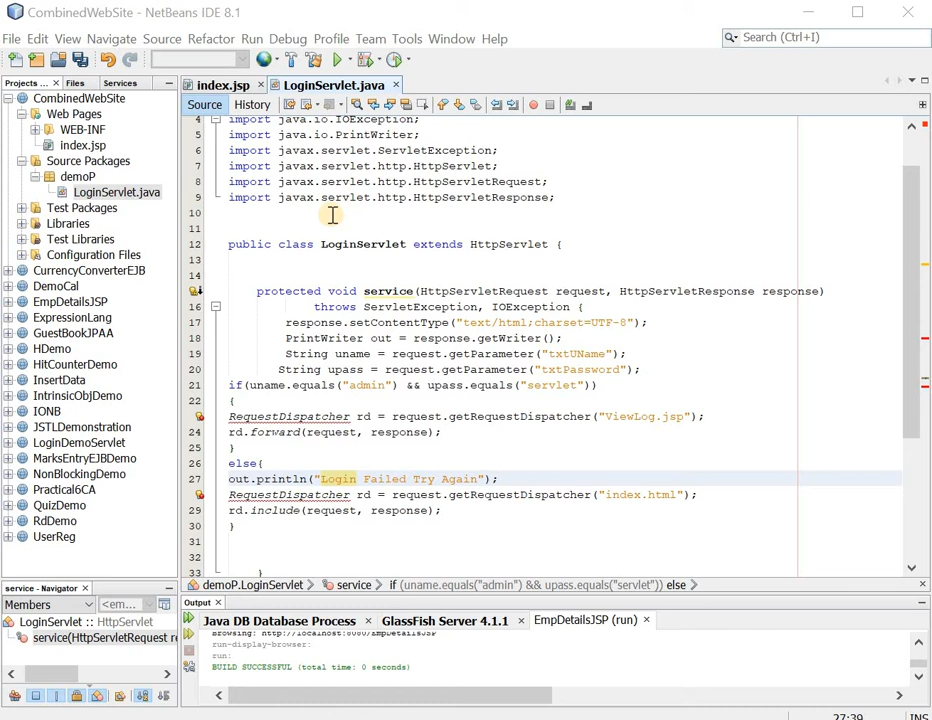 CombinedWebSite - NetBeans IDE 8.1
File Edit View Navigate Source Refactor Run Debug Profile Team Tools Window Help
Search (Ctrl+I)
Projects ... Files Services
index.jsp LoginServlet.java
Source History
CombinedWebSite
Web Pages
WEB-INF
index.jsp
Source Packages
demoP
LoginServlet.java
Test Packages
Libraries
Test Libraries
Configuration Files
CurrencyConverterEJB
DemoCal
EmpDetailsJSP
ExpressionLang
GuestBookJPAA
HDemo
HitCounterDemo
InsertData
IntrinsicObjDemo
IONB
JSTLDemonstration
LoginDemoServlet
MarksEntryEJBDemo
NonBlockingDemo
Practical6CA
QuizDemo
RdDemo
UserReg
4 import java.io.IOException;
5 import java.io.PrintWriter;
6 import javax.servlet.ServletException;
7 import javax.servlet.http.HttpServlet;
8 import javax.servlet.http.HttpServletRequest;
9 import javax.servlet.http.HttpServletResponse;
10
11
12 public class LoginServlet extends HttpServlet {
13
14
protected void service(HttpServletRequest request, HttpServletResponse response)
16 throws ServletException, IOException {
17 response.setContentType("text/html;charset=UTF-8");
18 PrintWriter out = response.getWriter();
19 String uname = request.getParameter("txtUName");
20 String upass = request.getParameter("txtPassword");
21 if(uname.equals("admin") && upass.equals("servlet"))
22 {
RequestDispatcher rd = request.getRequestDispatcher("ViewLog.jsp");
24 rd.forward(request, response);
25 }
26 else{
27 out.println("Login Failed Try Again");
RequestDispatcher rd = request.getRequestDispatcher("index.html");
29 rd.include(request, response);
30 }
31
32
33 }
demoP.LoginServlet service if (uname.equals("admin") && upass.equals("servlet")) else
service - Navigator
Members <em...
LoginServlet :: HttpServlet
service(HttpServletRequest re
Output
Java DB Database Process GlassFish Server 4.1.1 EmpDetailsJSP (run)
Browsing: http://localhost:8080/EmpDetailsJSP
run-display-browser:
run:
BUILD SUCCESSFUL (total time: 0 seconds)
27:39 INS